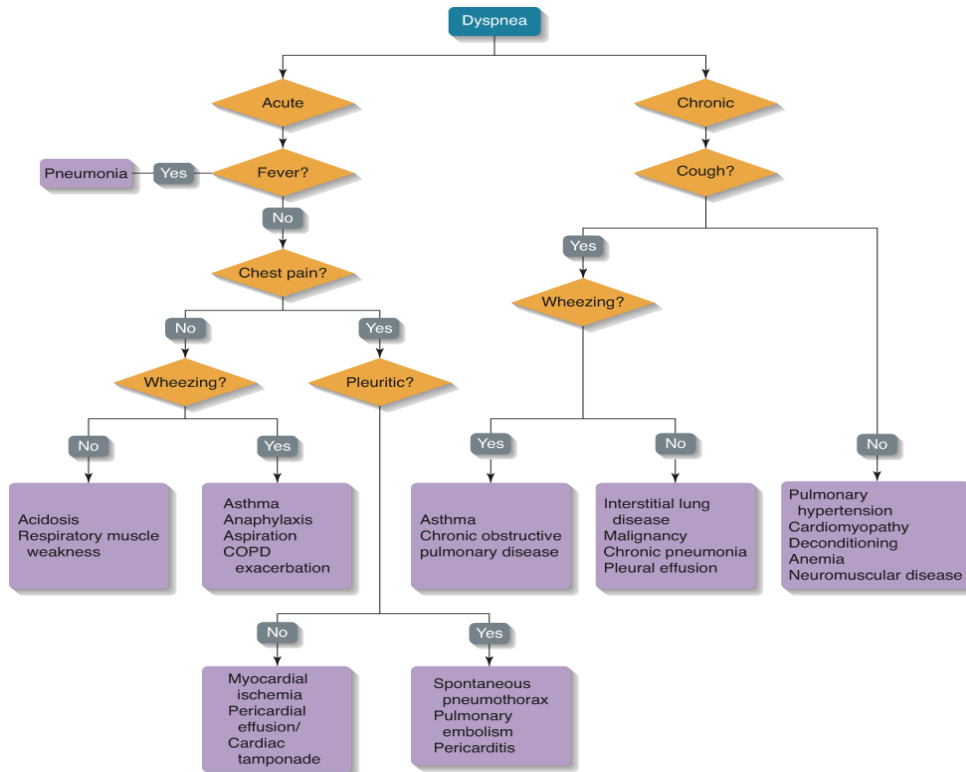 Dyspnea
Acute
Chronic
Pneumonia
Yes
Fever?
Cough?
No
Yes
Chest pain?
Wheezing?
No
Yes
Wheezing?
Pleuritic?
No
Yes
Yes
No
No
Acidosis
Respiratory muscle
weakness
Asthma
Anaphylaxis
Aspiration
COPD
exacerbation
Asthma
Chronic obstructive
pulmonary disease
Interstitial lung
disease
Malignancy
Chronic pneumonia
Pleural effusion
Pulmonary
hypertension
Cardiomyopathy
Deconditioning
Anemia
Neuromuscular disease
No
Yes
Myocardial
ischemia
Pericardial
effusion/
Cardiac
tamponade
Spontaneous
pneumothorax
Pulmonary
embolism
Pericarditis